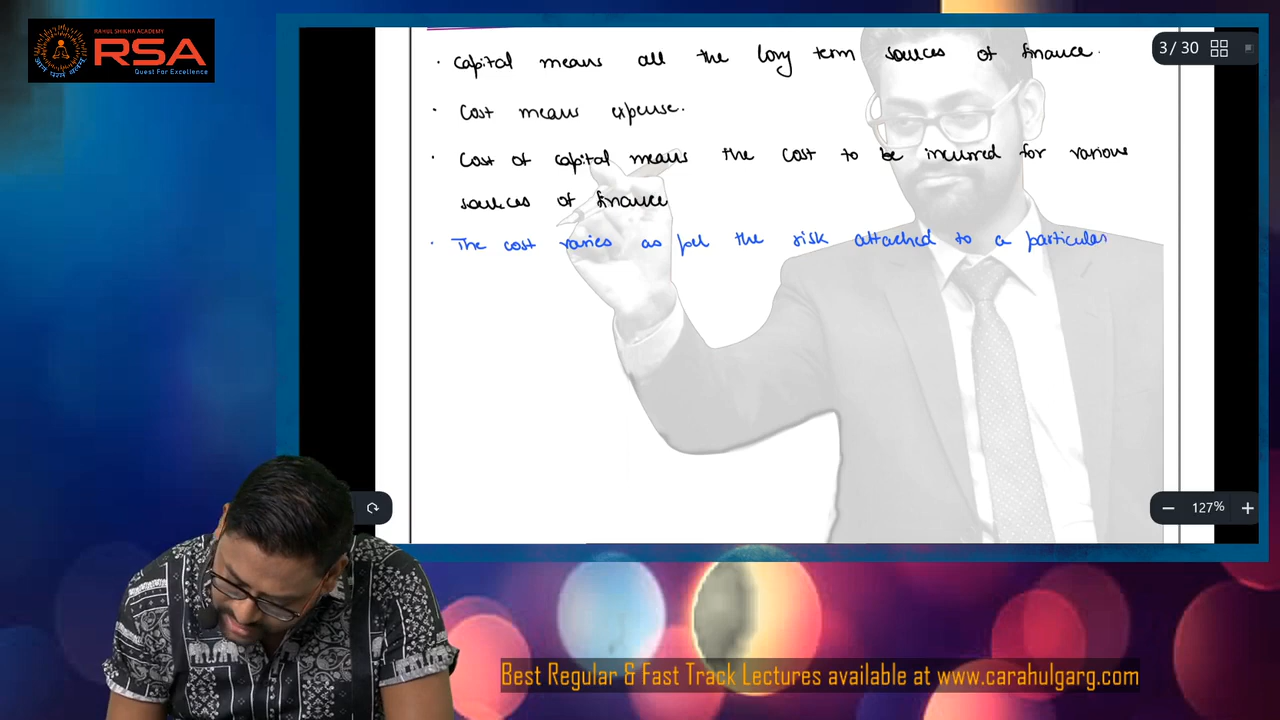 RAHUL SHIKHA ACADEMY
RSA
Quest For Excellence
3 / 30
· Capital means all the long term sources of finance.
· Cost means expense.
· Cost of capital means the cost to be incurred for various
sources of finance
· The cost varies as per the risk attached to a particular
127%
Best Regular & Fast Track Lectures available at www.carahulgarg.com